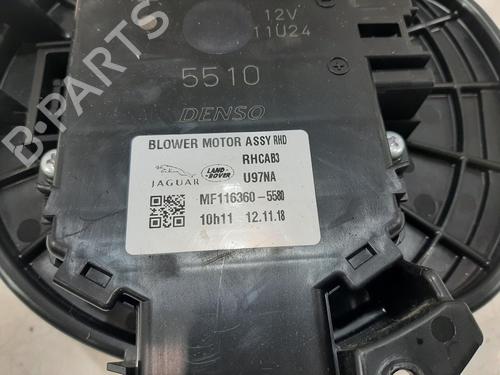 12V
11U24
5510
DENSO
BLOWER MOTOR ASSY RHD
RHCAB3
JAGUAR LAND ROVER U97NA
MF116360-5580
10h11 12.11.18
B-PARTS